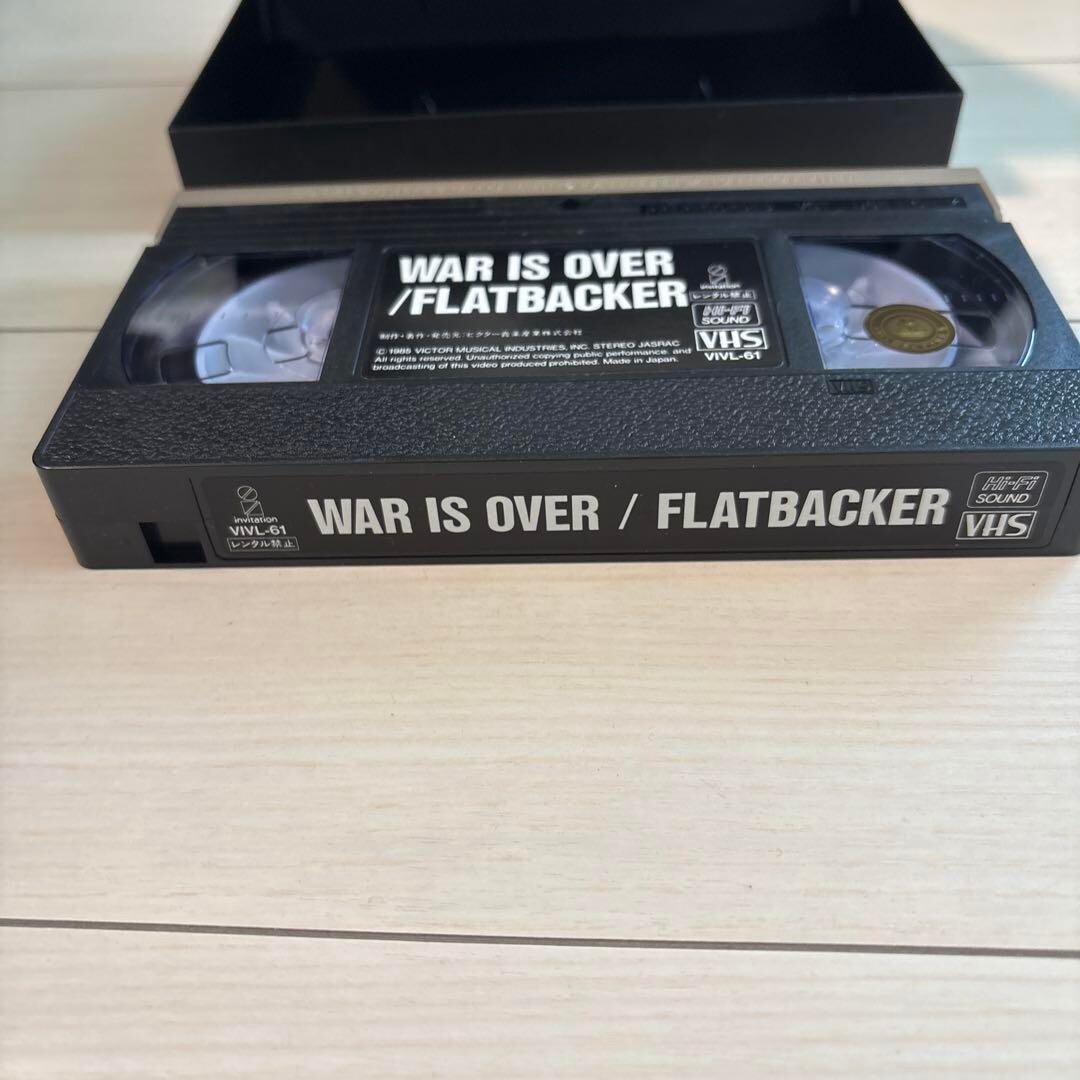 WAR IS OVER
/FLATBACKER
invitation
レンタル禁止
Hi-Fi
SOUND
VHS
VIVL-61
制作・著作・発売元/ビクター音楽産業株式会社
© 1985 VICTOR MUSICAL INDUSTRIES, INC. STEREO JASRAC
All rights reserved. Unauthorized copying public performance. and
broadcasting of this video produced prohibited. Made in Japan.
VHS
invitation
VIVL-61
レンタル禁止
WAR IS OVER / FLATBACKER
Hi-Fi
SOUND
VHS